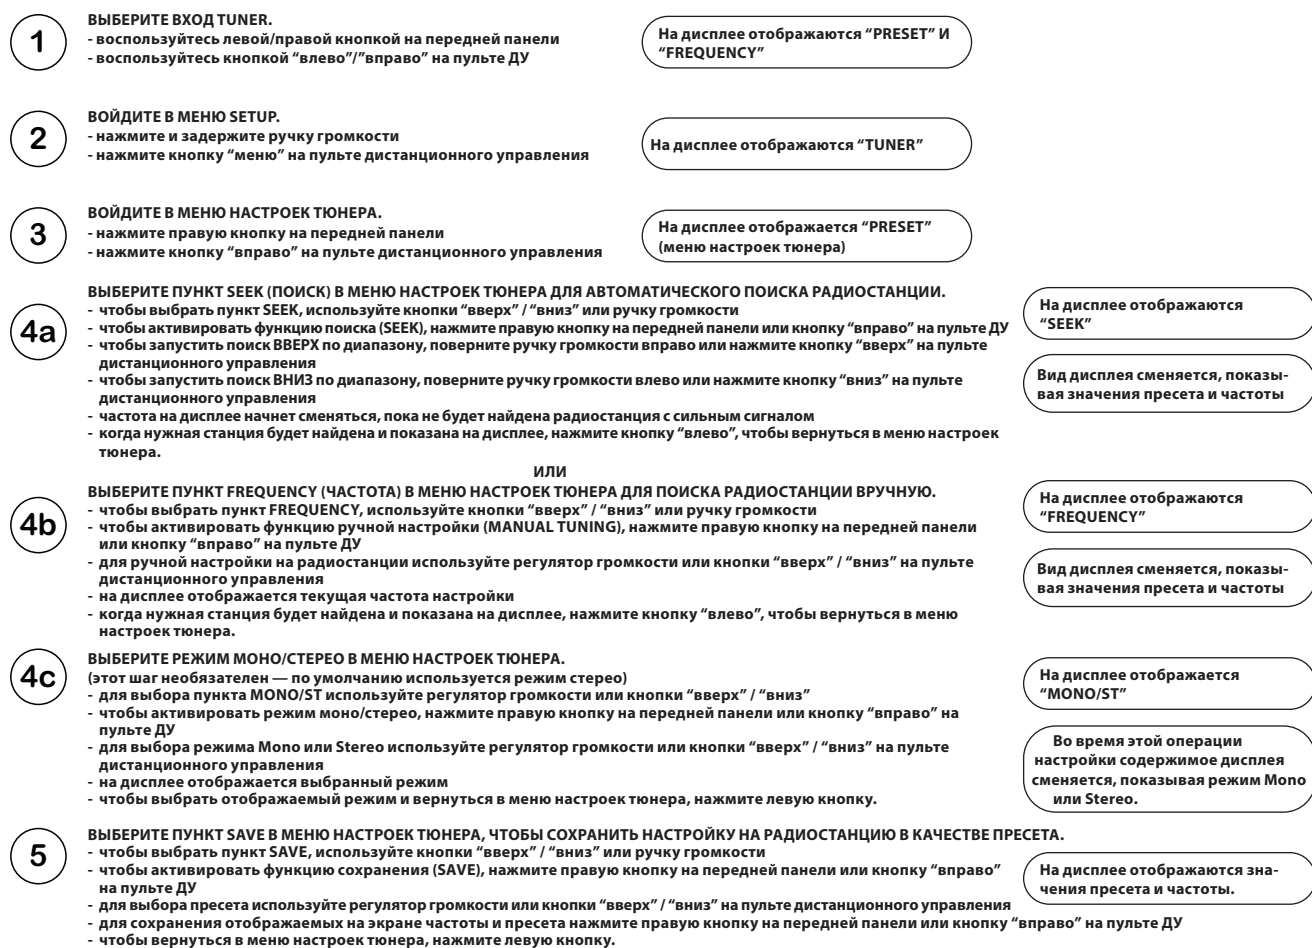 1
ВЫБЕРИТЕ ВХОД TUNER.
- воспользуйтесь левой/правой кнопкой на передней панели
- воспользуйтесь кнопкой “влево”/”вправо” на пульте ДУ
На дисплее отображаются “PRESET” И
“FREQUENCY”
2
ВОЙДИТЕ В МЕНЮ SETUP.
- нажмите и задержите ручку громкости
- нажмите кнопку “меню” на пульте дистанционного управления
На дисплее отображаются “TUNER”
3
ВОЙДИТЕ В МЕНЮ НАСТРОЕК ТЮНЕРА.
- нажмите правую кнопку на передней панели
- нажмите кнопку “вправо” на пульте дистанционного управления
На дисплее отображается “PRESET”
(меню настроек тюнера)
4a
ВЫБЕРИТЕ ПУНКТ SEEK (ПОИСК) В МЕНЮ НАСТРОЕК ТЮНЕРА ДЛЯ АВТОМАТИЧЕСКОГО ПОИСКА РАДИОСТАНЦИИ.
- чтобы выбрать пункт SEEK, используйте кнопки “вверх” / “вниз” или ручку громкости
- чтобы активировать функцию поиска (SEEK), нажмите правую кнопку на передней панели или кнопку “вправо” на пульте ДУ
- чтобы запустить поиск ВВЕРХ по диапазону, поверните ручку громкости вправо или нажмите кнопку “вверх” на пульте
дистанционного управления
- чтобы запустить поиск ВНИЗ по диапазону, поверните ручку громкости влево или нажмите кнопку “вниз” на пульте
дистанционного управления
- частота на дисплее начнет сменяться, пока не будет найдена радиостанция с сильным сигналом
- когда нужная станция будет найдена и показана на дисплее, нажмите кнопку “влево”, чтобы вернуться в меню настроек
тюнера.
На дисплее отображаются
“SEEK”
Вид дисплея сменяется, показы-
вая значения пресета и частоты
ИЛИ
4b
ВЫБЕРИТЕ ПУНКТ FREQUENCY (ЧАСТОТА) В МЕНЮ НАСТРОЕК ТЮНЕРА ДЛЯ ПОИСКА РАДИОСТАНЦИИ ВРУЧНУЮ.
- чтобы выбрать пункт FREQUENCY, используйте кнопки “вверх” / “вниз” или ручку громкости
- чтобы активировать функцию ручной настройки (MANUAL TUNING), нажмите правую кнопку на передней панели
или кнопку “вправо” на пульте ДУ
- для ручной настройки на радиостанции используйте регулятор громкости или кнопки “вверх” / “вниз” на пульте
дистанционного управления
- на дисплее отображается текущая частота настройки
- когда нужная станция будет найдена и показана на дисплее, нажмите кнопку “влево”, чтобы вернуться в меню
настроек тюнера.
На дисплее отображаются
“FREQUENCY”
Вид дисплея сменяется, показы-
вая значения пресета и частоты
4c
ВЫБЕРИТЕ РЕЖИМ МОНО/СТЕРЕО В МЕНЮ НАСТРОЕК ТЮНЕРА.
(этот шаг необязателен — по умолчанию используется режим стерео)
- для выбора пункта MONO/ST используйте регулятор громкости или кнопки “вверх” / “вниз”
- чтобы активировать режим моно/стерео, нажмите правую кнопку на передней панели или кнопку “вправо” на
пульте ДУ
- для выбора режима Mono или Stereo используйте регулятор громкости или кнопки “вверх” / “вниз” на пульте
дистанционного управления
- на дисплее отображается выбранный режим
- чтобы выбрать отображаемый режим и вернуться в меню настроек тюнера, нажмите левую кнопку.
На дисплее отображается
“MONO/ST”
Во время этой операции
настройки содержимое дисплея
сменяется, показывая режим Mono
или Stereo.
5
ВЫБЕРИТЕ ПУНКТ SAVE В МЕНЮ НАСТРОЕК ТЮНЕРА, ЧТОБЫ СОХРАНИТЬ НАСТРОЙКУ НА РАДИОСТАНЦИЮ В КАЧЕСТВЕ ПРЕСЕТА.
- чтобы выбрать пункт SAVE, используйте кнопки “вверх” / “вниз” или ручку громкости
- чтобы активировать функцию сохранения (SAVE), нажмите правую кнопку на передней панели или кнопку “вправо”
на пульте ДУ
- для выбора пресета используйте регулятор громкости или кнопки “вверх” / “вниз” на пульте дистанционного управления
- для сохранения отображаемых на экране частоты и пресета нажмите правую кнопку на передней панели или кнопку “вправо” на пульте ДУ
- чтобы вернуться в меню настроек тюнера, нажмите левую кнопку.
На дисплее отображаются зна-
чения пресета и частоты.